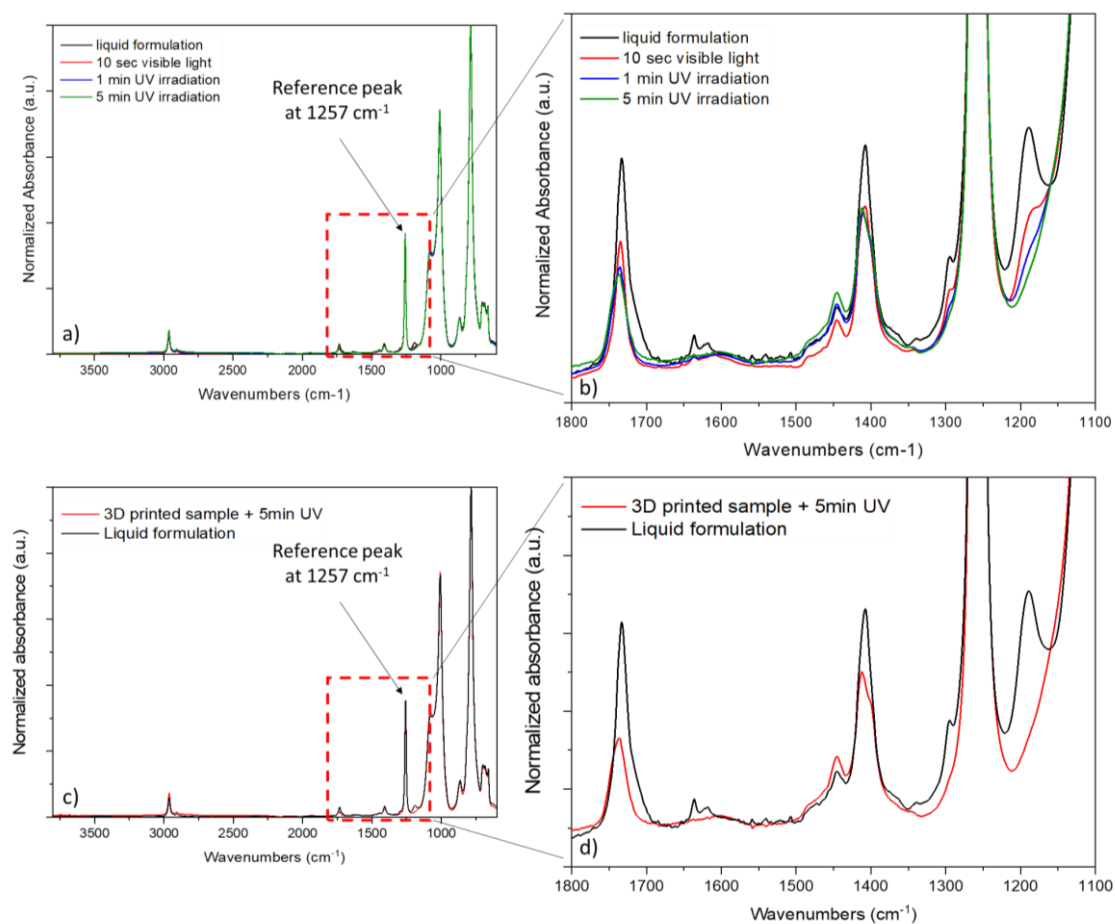 liquid formulation
10 sec visible light
1 min UV irradiation
5 min UV irradiation
Reference peak
at 1257 cm-1
Normalized Absorbance (a.u.)
a)
3500 3000 2500 2000 1500 1000
Wavenumbers (cm-1)
liquid formulation
10 sec visible light
1 min UV irradiation
5 min UV irradiation
Normalized Absorbance (a.u.)
b)
1800 1700 1600 1500 1400 1300 1200 1100
Wavenumbers (cm-1)
3D printed sample + 5min UV
Liquid formulation
Reference peak
at 1257 cm-1
Normalized absorbance (a.u.)
c)
3500 3000 2500 2000 1500 1000
Wavenumbers (cm-1)
3D printed sample + 5min UV
Liquid formulation
Normalized absorbance (a.u.)
d)
1800 1700 1600 1500 1400 1300 1200 1100
Wavenumbers (cm-1)